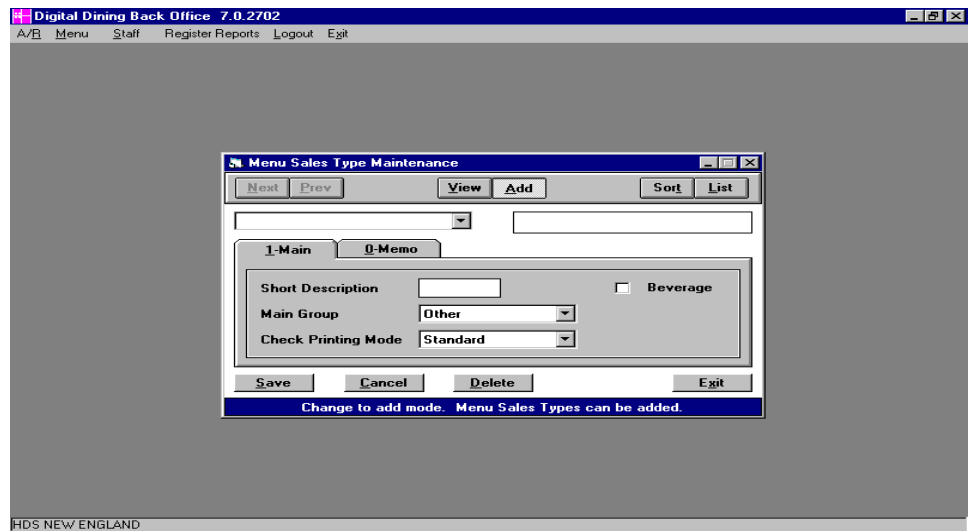 Digital Dining Back Office 7.0.2702
A/R Menu Staff Register Reports Logout Exit
Menu Sales Type Maintenance
Next Prev View Add Sort List
1-Main 0-Memo
Short Description Beverage
Main Group Other
Check Printing Mode Standard
Save Cancel Delete Exit
Change to add mode. Menu Sales Types can be added.
HDS NEW ENGLAND